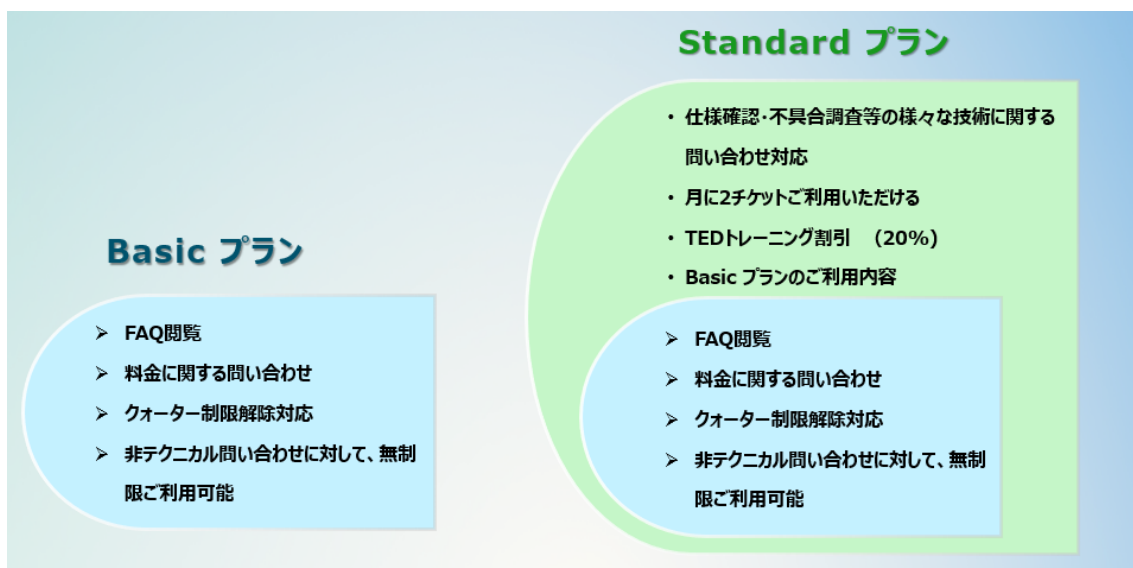 Basic プラン
➢ FAQ閲覧
➢ 料金に関する問い合わせ
➢ クォーター制限解除対応
➢ 非テクニカル問い合わせに対して、無制
限ご利用可能
Standard プラン
・ 仕様確認・不具合調査等の様々な技術に関する
問い合わせ対応
・ 月に2チケットご利用いただける
・ TEDトレーニング割引 (20%)
・ Basic プランのご利用内容
➢ FAQ閲覧
➢ 料金に関する問い合わせ
➢ クォーター制限解除対応
➢ 非テクニカル問い合わせに対して、無制
限ご利用可能